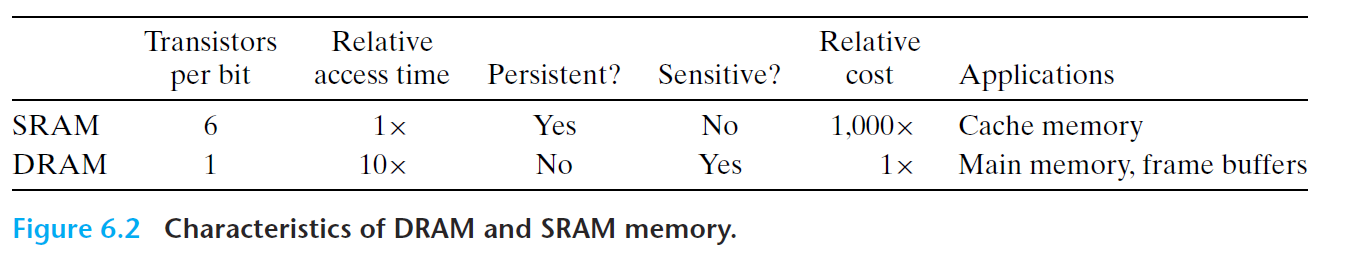 Transistors Relative Relative
per bit access time Persistent? Sensitive? cost Applications
SRAM 6 1× Yes No 1,000× Cache memory
DRAM 1 10× No Yes 1× Main memory, frame buffers
Figure 6.2 Characteristics of DRAM and SRAM memory.